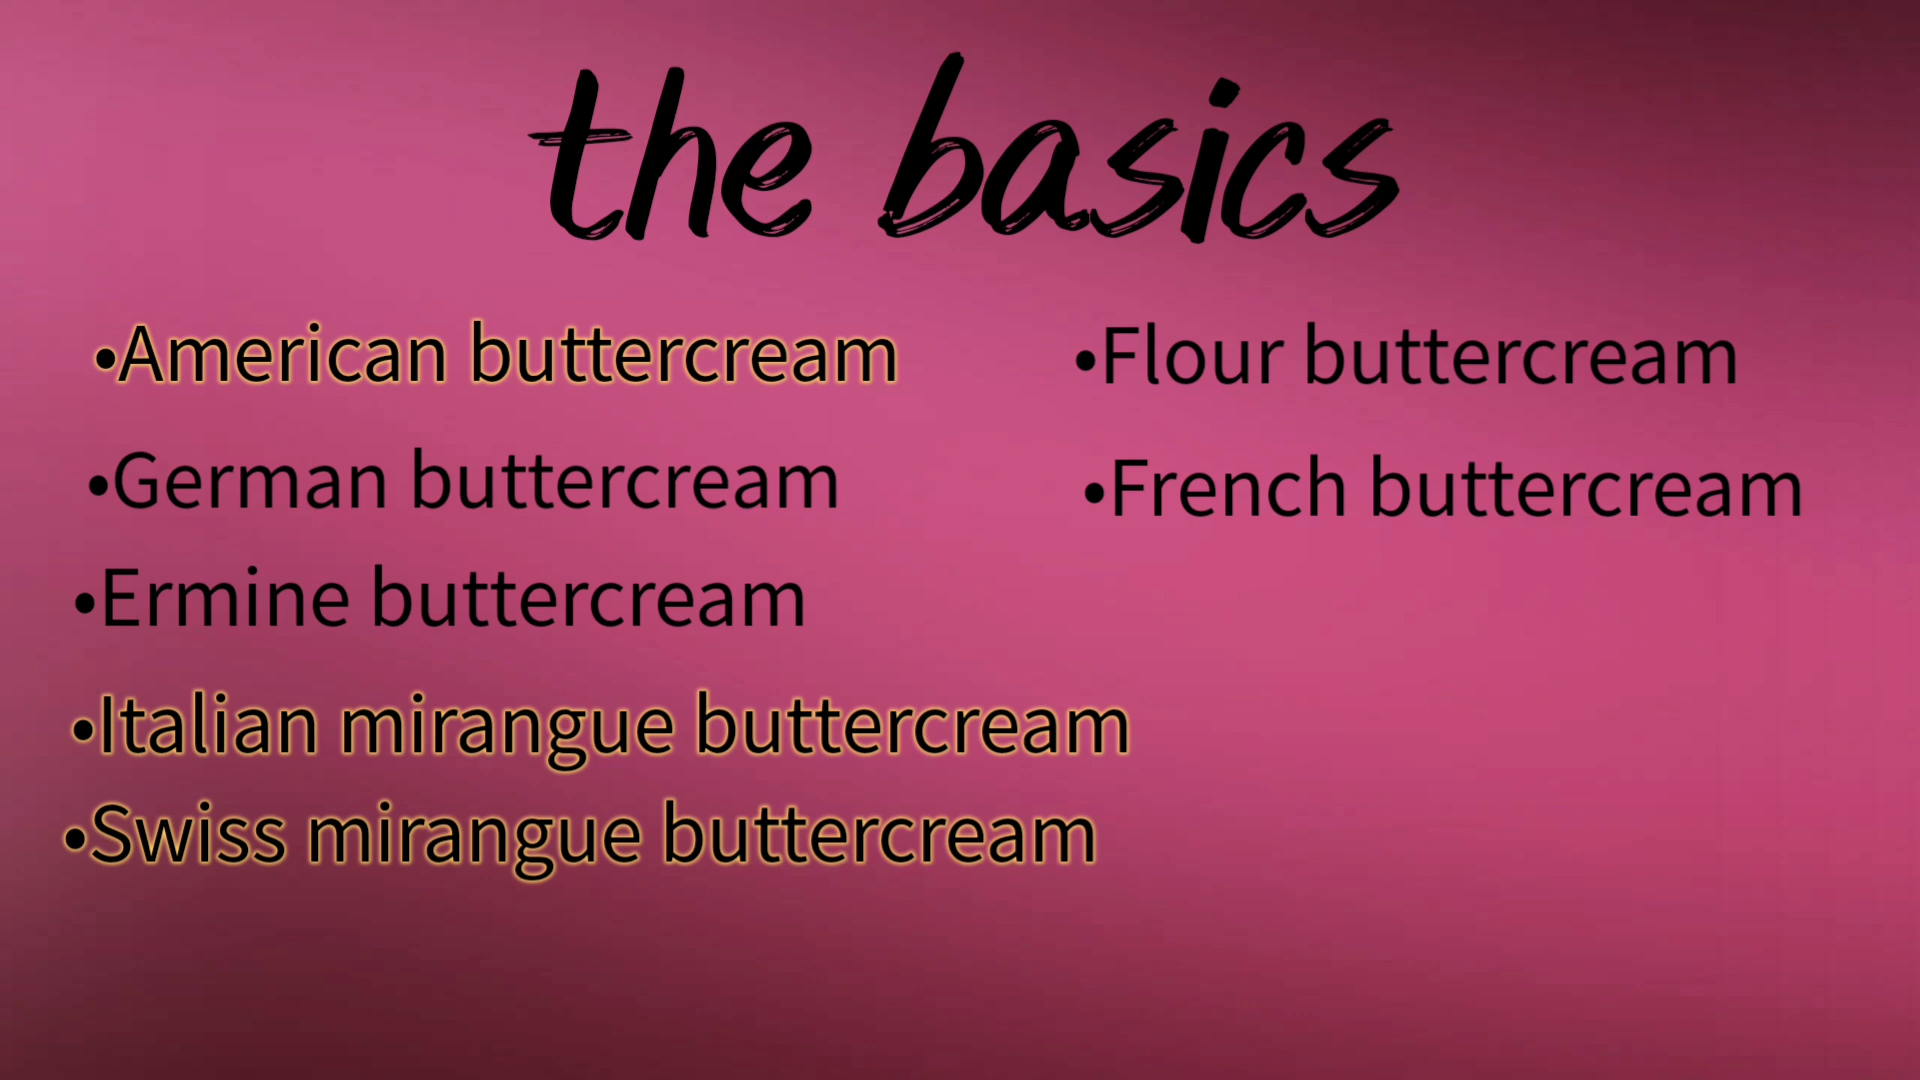 the basics
•American buttercream
•German buttercream
•Ermine buttercream
•Italian mirangue buttercream
•Swiss mirangue buttercream
•Flour buttercream
•French buttercream